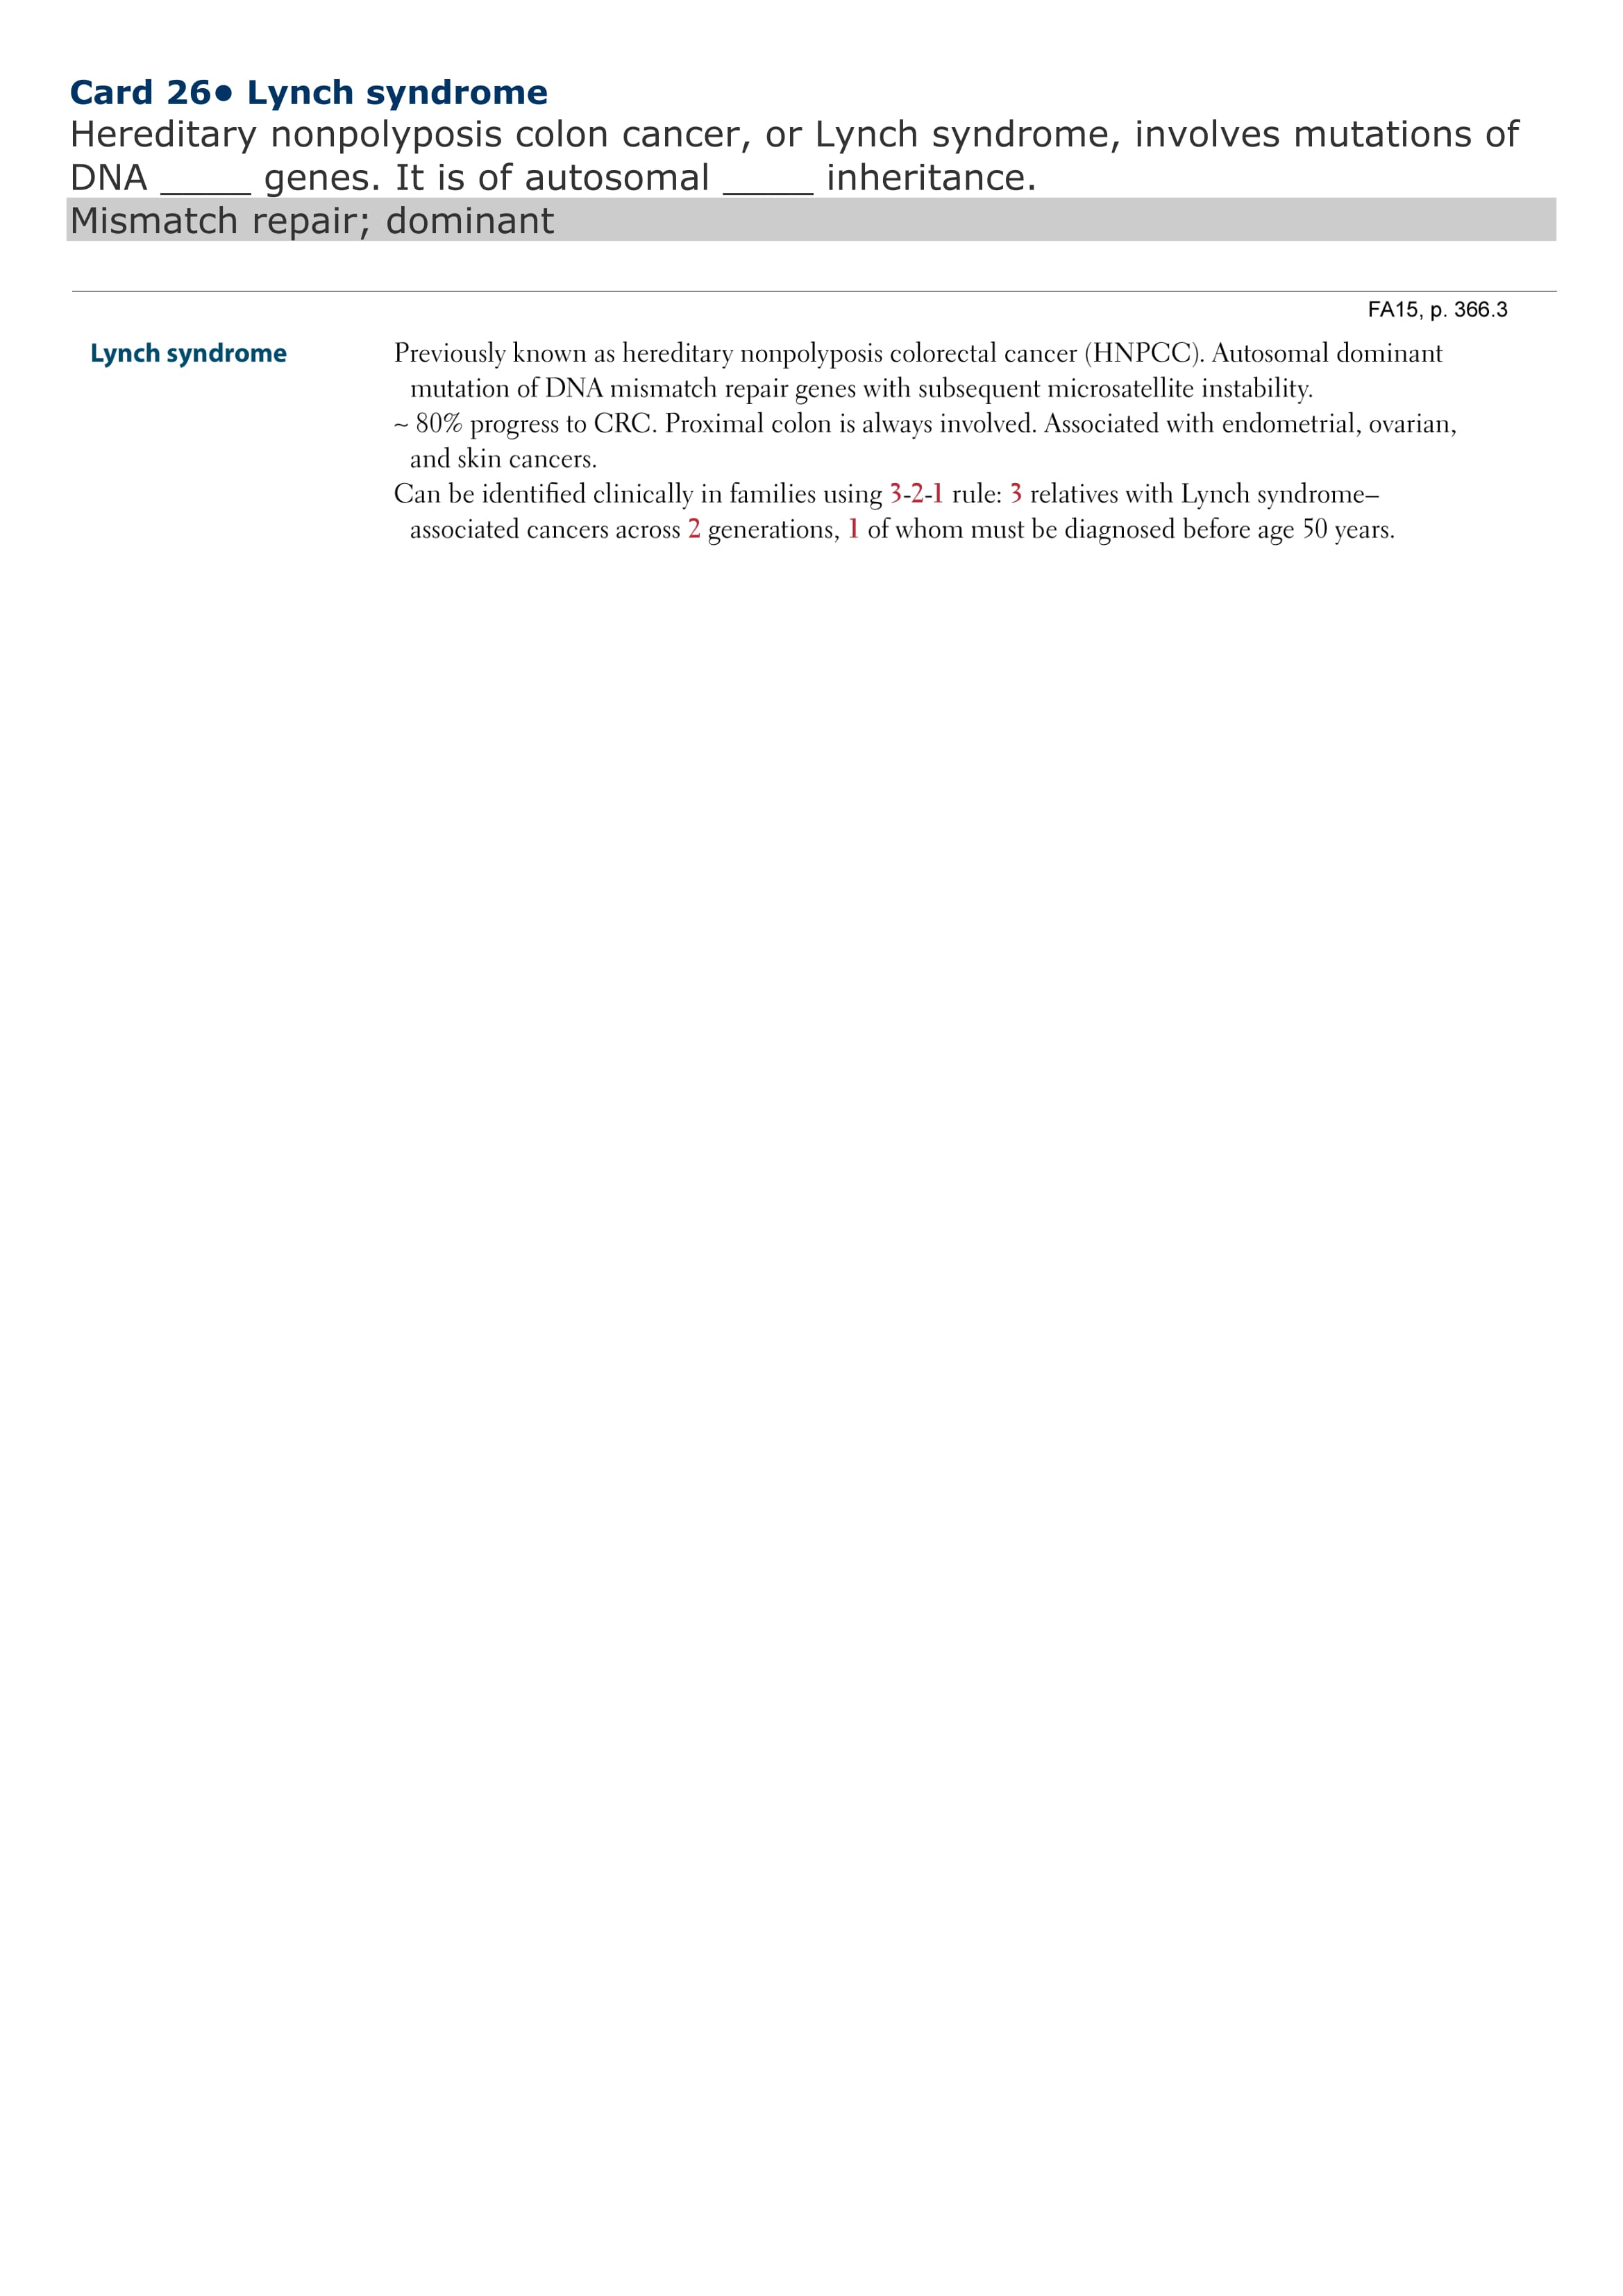 Card 26• Lynch syndrome
Hereditary nonpolyposis colon cancer, or Lynch syndrome, involves mutations of
DNA _____ genes. It is of autosomal _____ inheritance.
Mismatch repair; dominant
FA15, p. 366.3
Lynch syndrome
Previously known as hereditary nonpolyposis colorectal cancer (HNPCC). Autosomal dominant
mutation of DNA mismatch repair genes with subsequent microsatellite instability.
~ 80% progress to CRC. Proximal colon is always involved. Associated with endometrial, ovarian,
and skin cancers.
Can be identified clinically in families using 3-2-1 rule: 3 relatives with Lynch syndrome–
associated cancers across 2 generations, 1 of whom must be diagnosed before age 50 years.